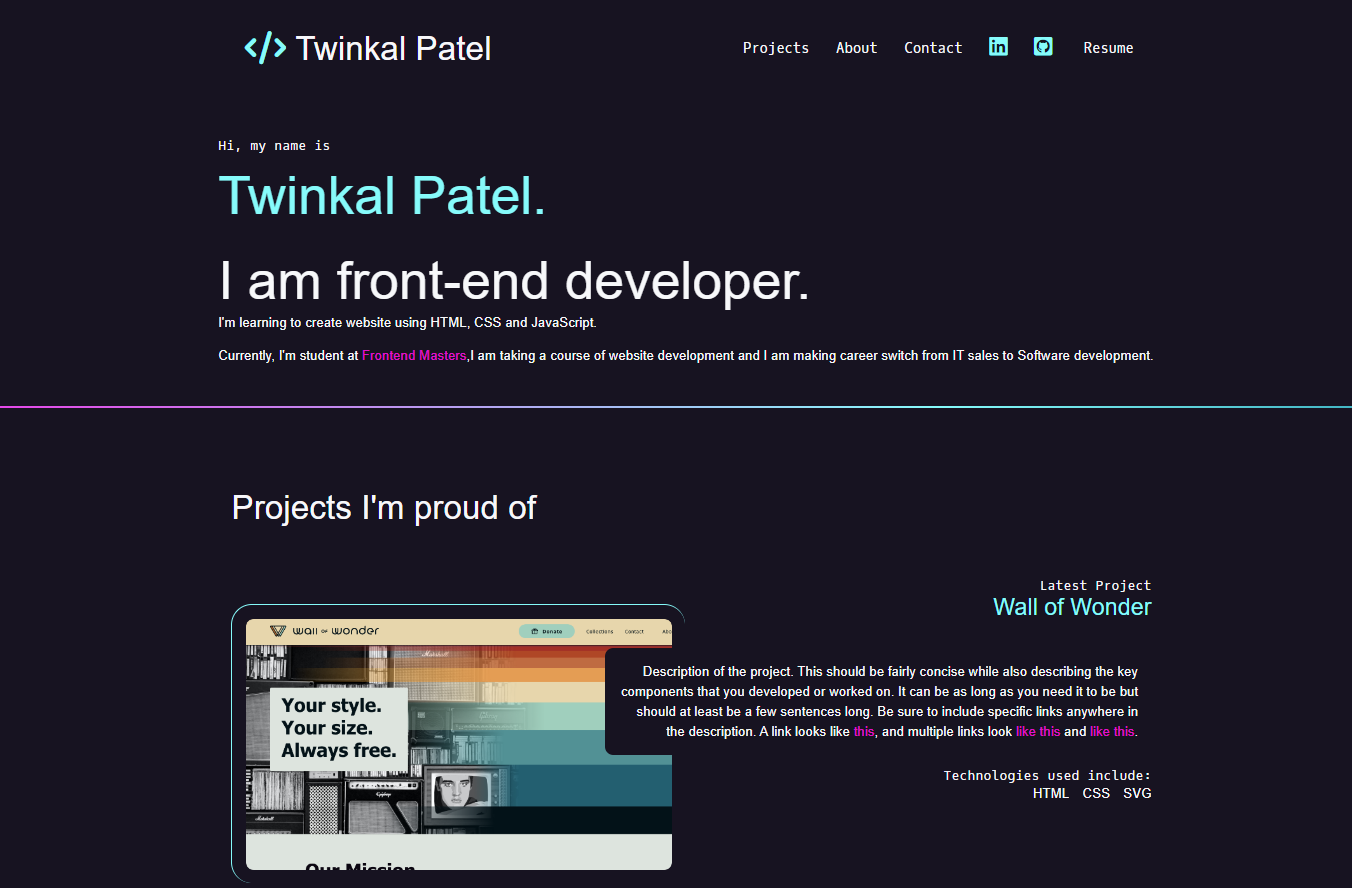 </> Twinkal Patel
Projects About Contact in Resume
Hi, my name is
Twinkal Patel.
I am front-end developer.
I'm learning to create website using HTML, CSS and JavaScript.
Currently, I'm student at Frontend Masters,I am taking a course of website development and I am making career switch from IT sales to Software development.
Projects I'm proud of
Latest Project
Wall of Wonder
wall OF wonder
Donate Collections Contact Abo
Marshall
Your style.
Your size.
Always free.
Epiphone
Marshall
Our Mission
Description of the project. This should be fairly concise while also describing the key
components that you developed or worked on. It can be as long as you need it to be but
should at least be a few sentences long. Be sure to include specific links anywhere in
the description. A link looks like this, and multiple links look like this and like this.
Technologies used include:
HTML CSS SVG